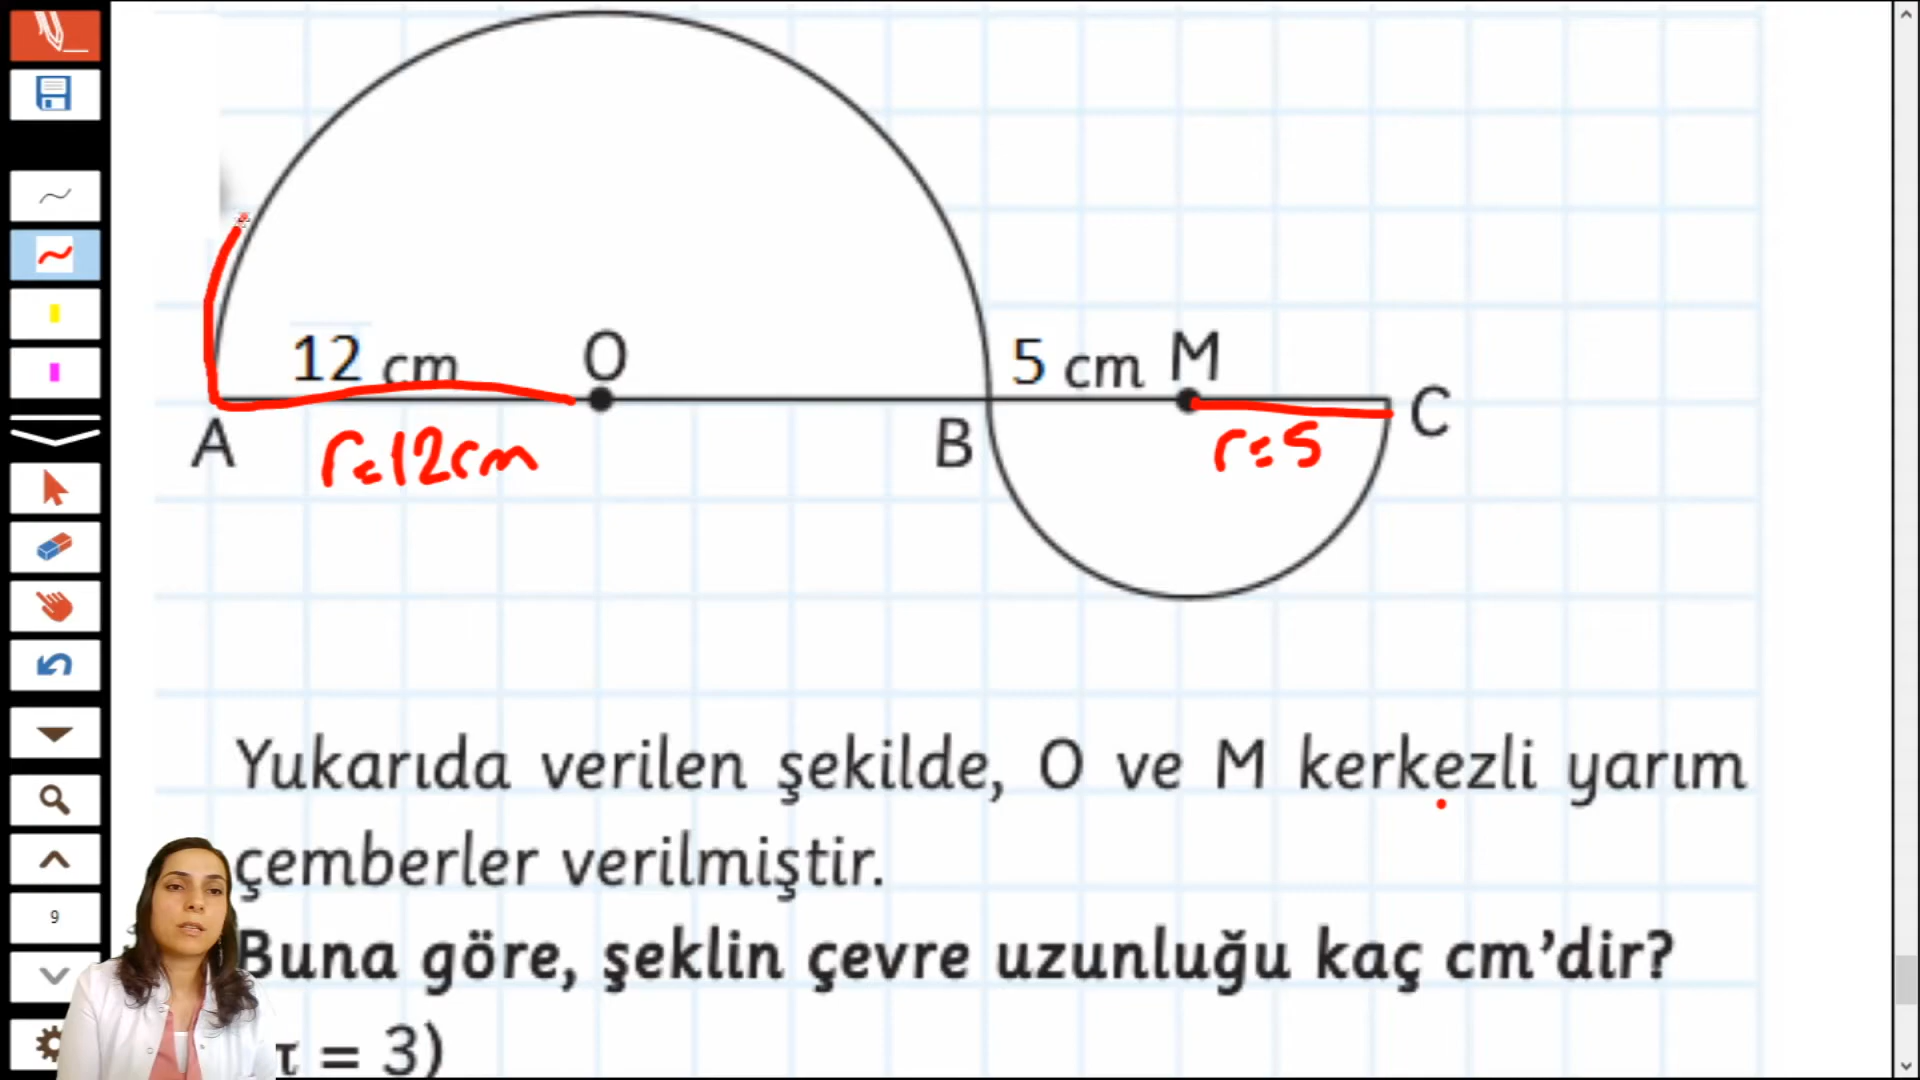 12 cm O 5 cm M
A B C
r=12cm r=5
Yukarıda verilen şekilde, O ve M kerkezli yarım
çemberler verilmiştir.
Buna göre, şeklin çevre uzunluğu kaç cm’dir?
π = 3)
9